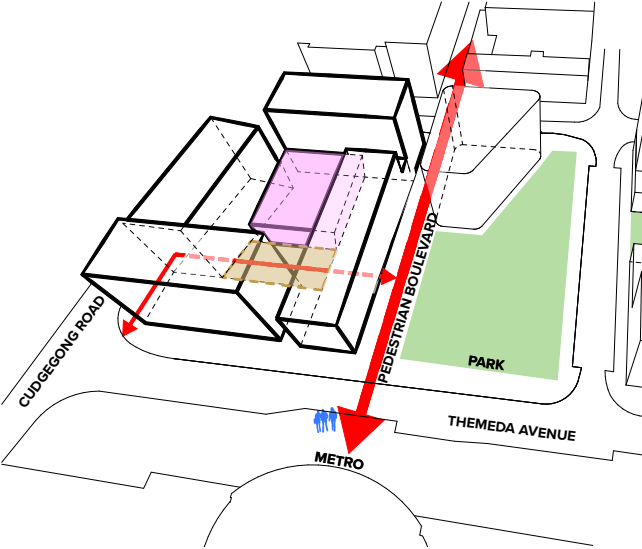 CUDGEGONG ROAD
PEDESTRIAN BOULEVARD
PARK
THEMEDA AVENUE
METRO